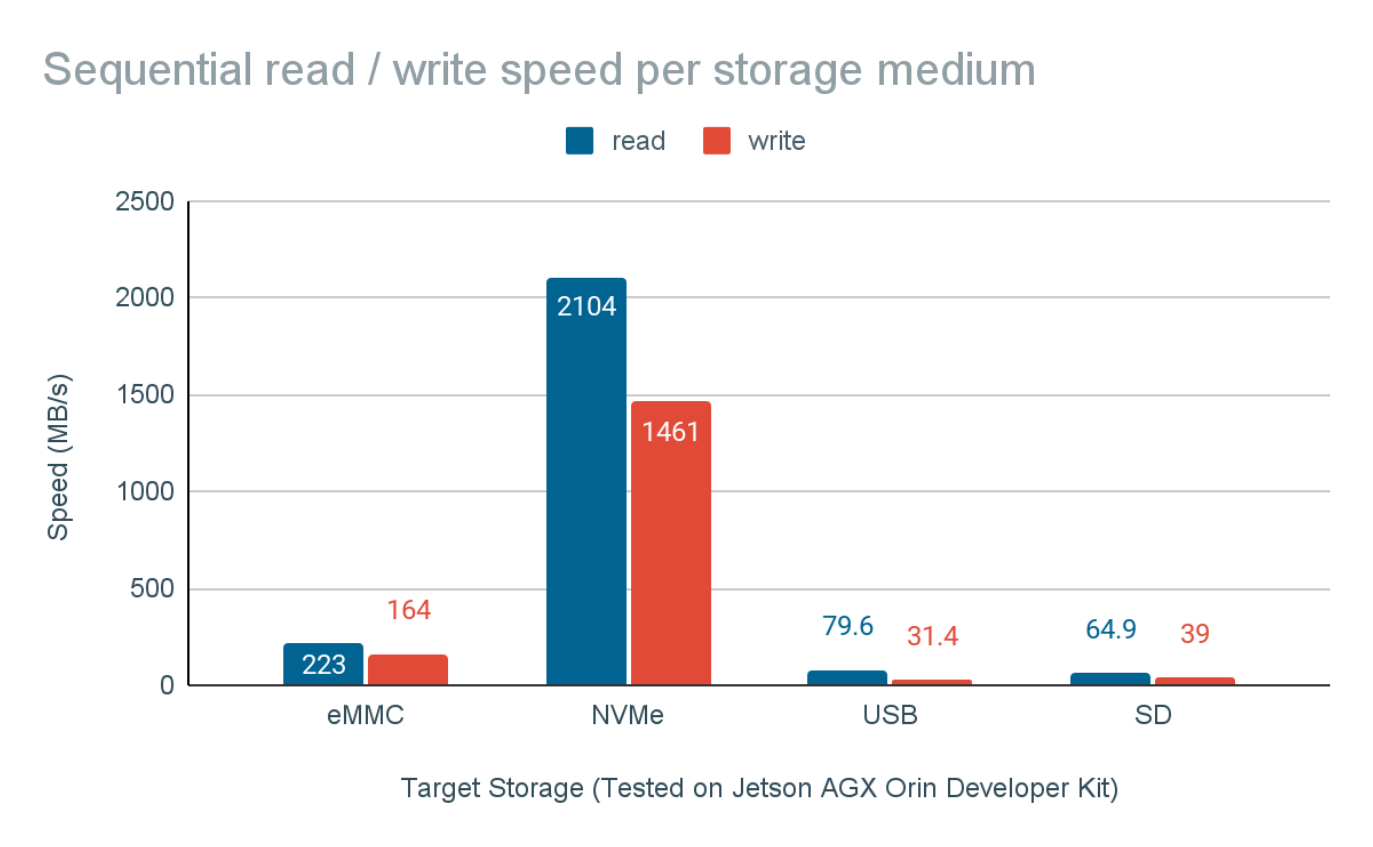 Sequential read / write speed per storage medium
read write
2500
2000
1500
1000
500
0
Speed (MB/s)
223
164
2104
1461
79.6
31.4
64.9
39
eMMC NVMe USB SD
Target Storage (Tested on Jetson AGX Orin Developer Kit)